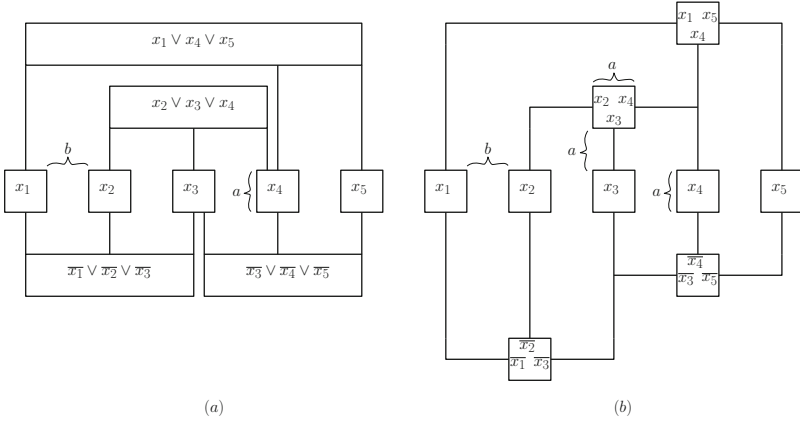 x₁ ∨ x₄ ∨ x₅
x₂ ∨ x₃ ∨ x₄
b
x₁
x₂
x₃
a
x₄
x₅
x̅₁ ∨ x̅₂ ∨ x̅₃
x̅₃ ∨ x̅₄ ∨ x̅₅
(a)
x₁ x₅
x₄
a
x₂ x₄
x₃
a
b
x₁
x₂
x₃
a
x₄
x₅
x̅₄
x̅₃ x̅₅
x̅₂
x̅₁ x̅₃
(b)